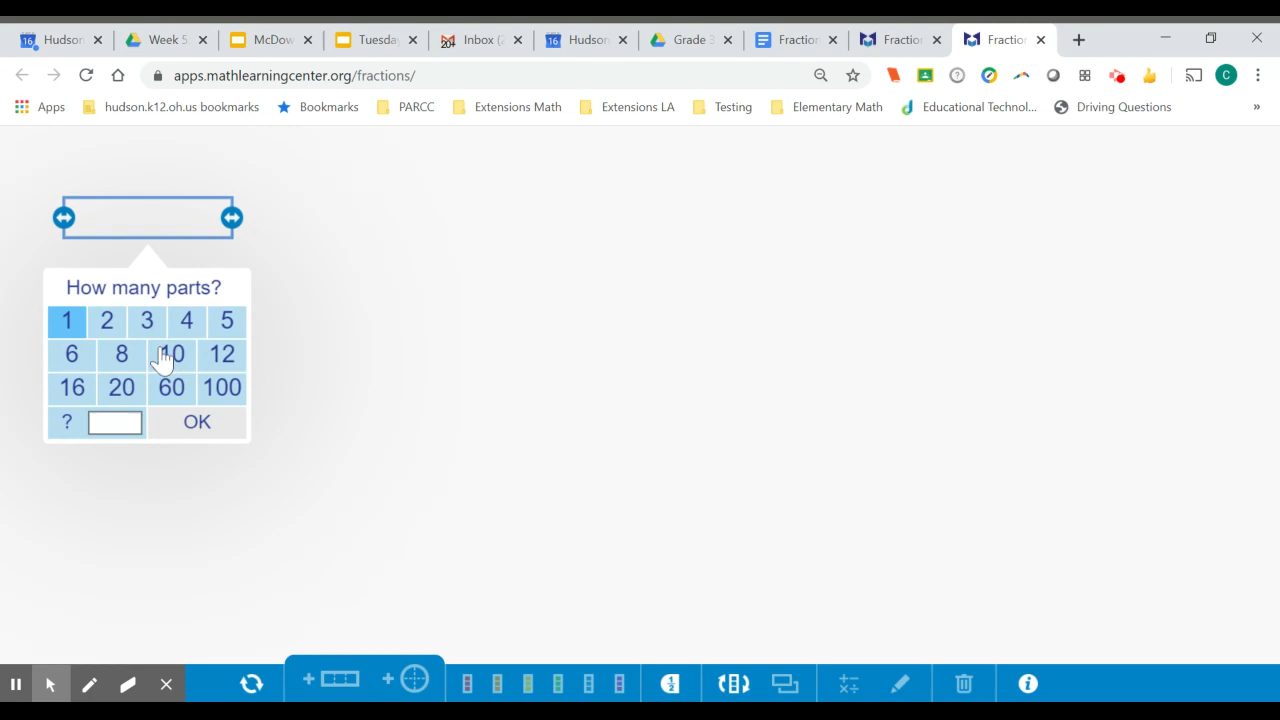 Hudson Week 5 McDow Tuesday Inbox (2 Hudson Grade 3 Fraction Fraction Fraction
apps.mathlearningcenter.org/fractions/ C
Apps hudson.k12.oh.us bookmarks Bookmarks PARCC Extensions Math Extensions LA Testing Elementary Math Educational Technol... Driving Questions »
How many parts?
1 2 3 4 5
6 8 10 12
16 20 60 100
? OK